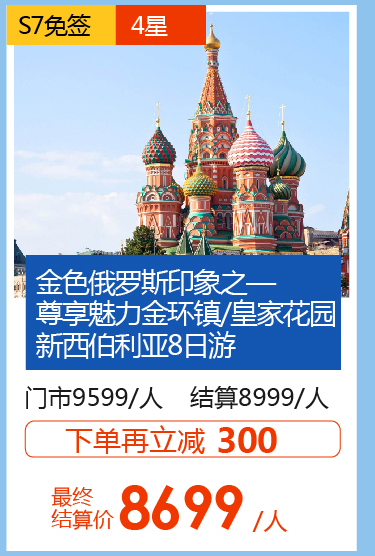 S7免签 4星
金色俄罗斯印象之一
尊享魅力金环镇/皇家花园
新西伯利亚8日游
门市9599/人 结算8999/人
下单再立减 300
最终
结算价 8699 /人